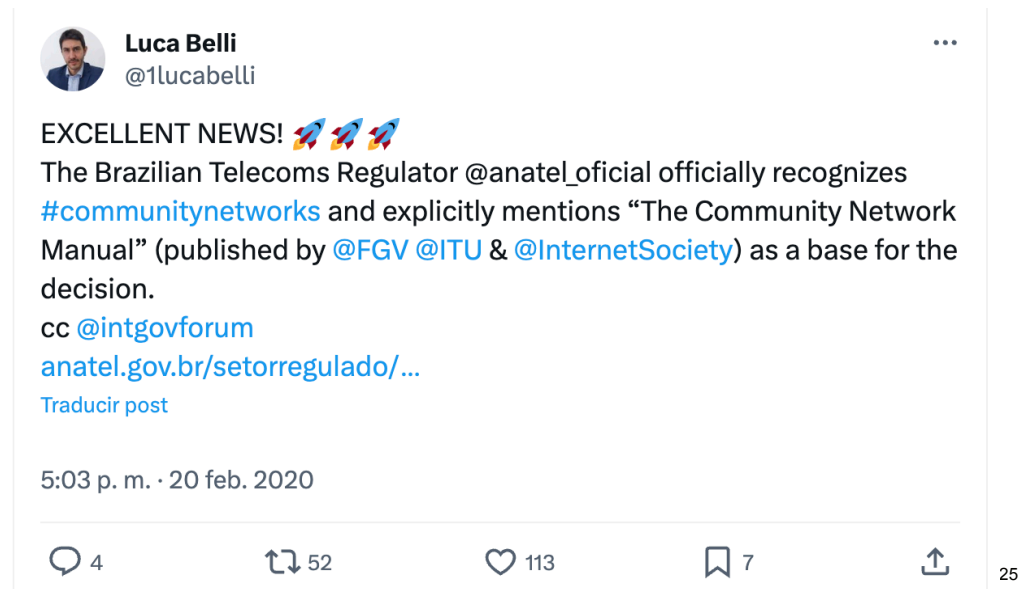 Luca Belli
@1lucabelli
EXCELLENT NEWS! 🚀🚀🚀
The Brazilian Telecoms Regulator @anatel_oficial officially recognizes
#communitynetworks and explicitly mentions “The Community Network
Manual” (published by @FGV @ITU & @InternetSociety) as a base for the
decision.
cc @intgovforum
anatel.gov.br/setorregulado/...
Traducir post
5:03 p. m. · 20 feb. 2020
4 52 113 7
25